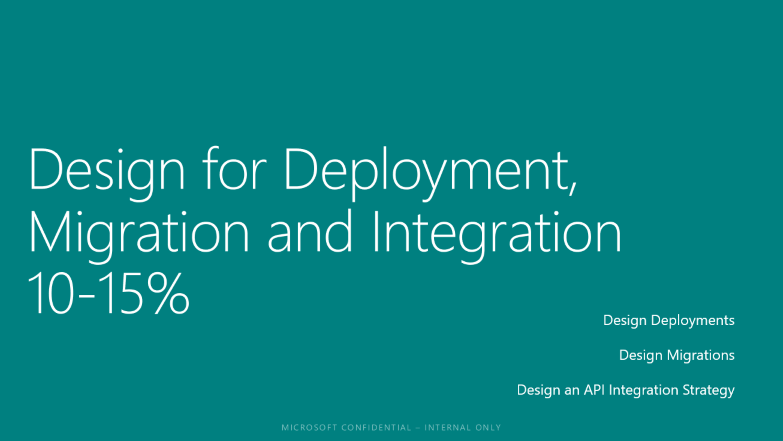 Design for Deployment,
Migration and Integration
10-15%
Design Deployments
Design Migrations
Design an API Integration Strategy
MICROSOFT CONFIDENTIAL – INTERNAL ONLY